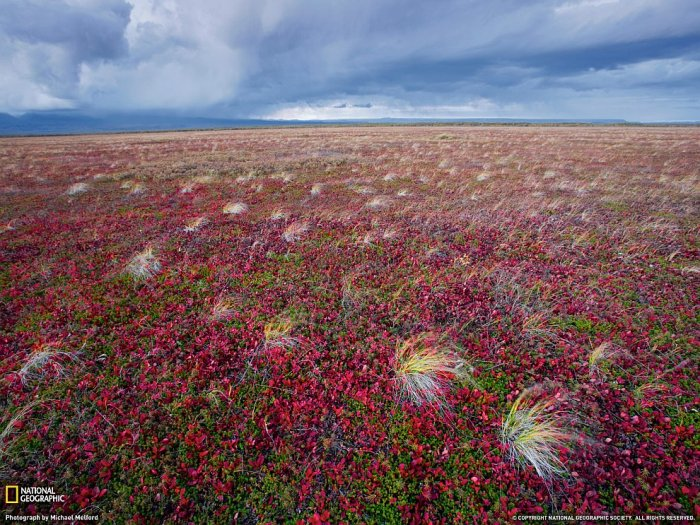 NATIONAL
GEOGRAPHIC
Photograph by Michael Melford
© COPYRIGHT NATIONAL GEOGRAPHIC SOCIETY. ALL RIGHTS RESERVED.